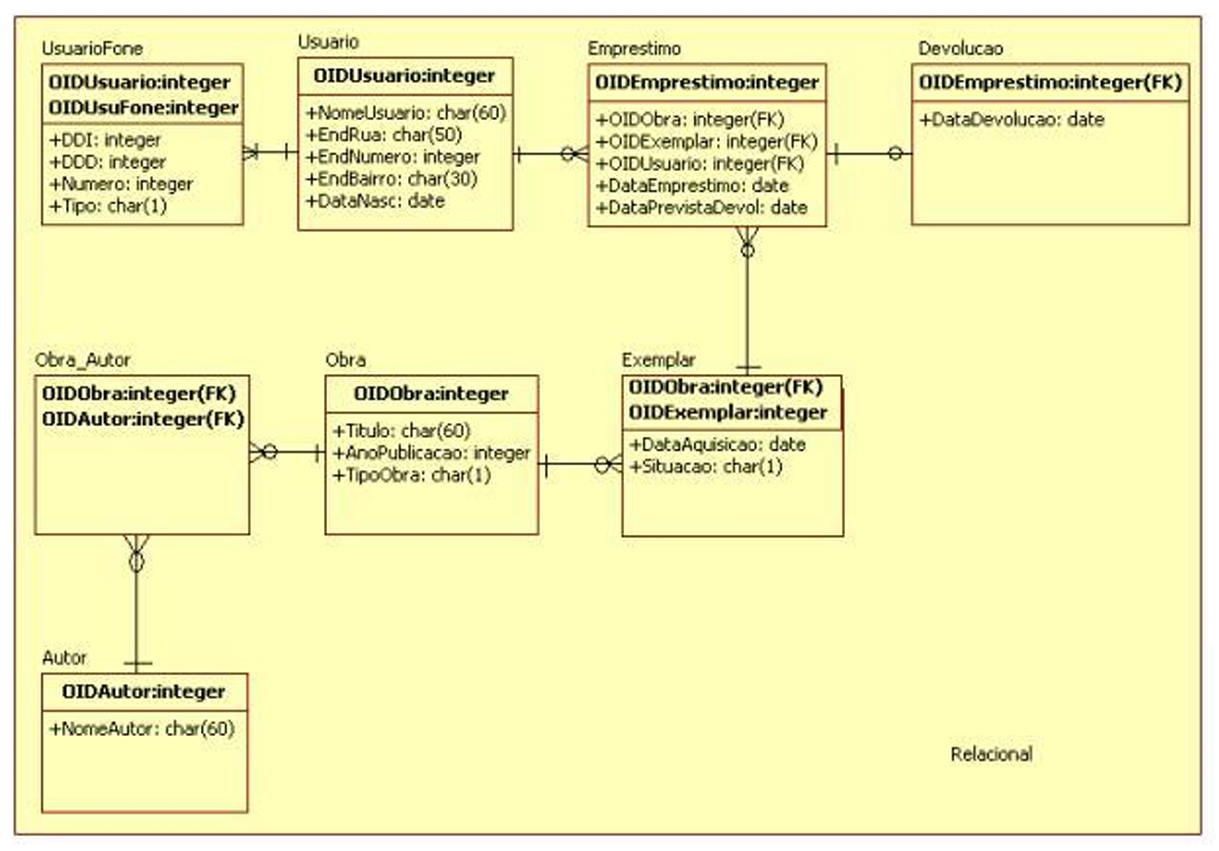 UsuarioFone
OIDUsuario:integer
OIDUsuFone:integer
+DDI: integer
+DDD: integer
+Numero: integer
+Tipo: char(1)
Usuario
OIDUsuario:integer
+NomeUsuario: char(60)
+EndRua: char(50)
+EndNumero: integer
+EndBairro: char(30)
+DataNasc: date
Emprestimo
OIDEmprestimo:integer
+OIDObra: integer(FK)
+OIDExemplar: integer(FK)
+OIDUsuario: integer(FK)
+DataEmprestimo: date
+DataPrevistaDevol: date
Devolucao
OIDEmprestimo:integer(FK)
+DataDevolucao: date
Obra_Autor
OIDObra:integer(FK)
OIDAutor:integer(FK)
Obra
OIDObra:integer
+Titulo: char(60)
+AnoPublicacao: integer
+TipoObra: char(1)
Exemplar
OIDObra:integer(FK)
OIDExemplar:integer
+DataAquisicao: date
+Situacao: char(1)
Autor
OIDAutor:integer
+NomeAutor: char(60)
Relacional